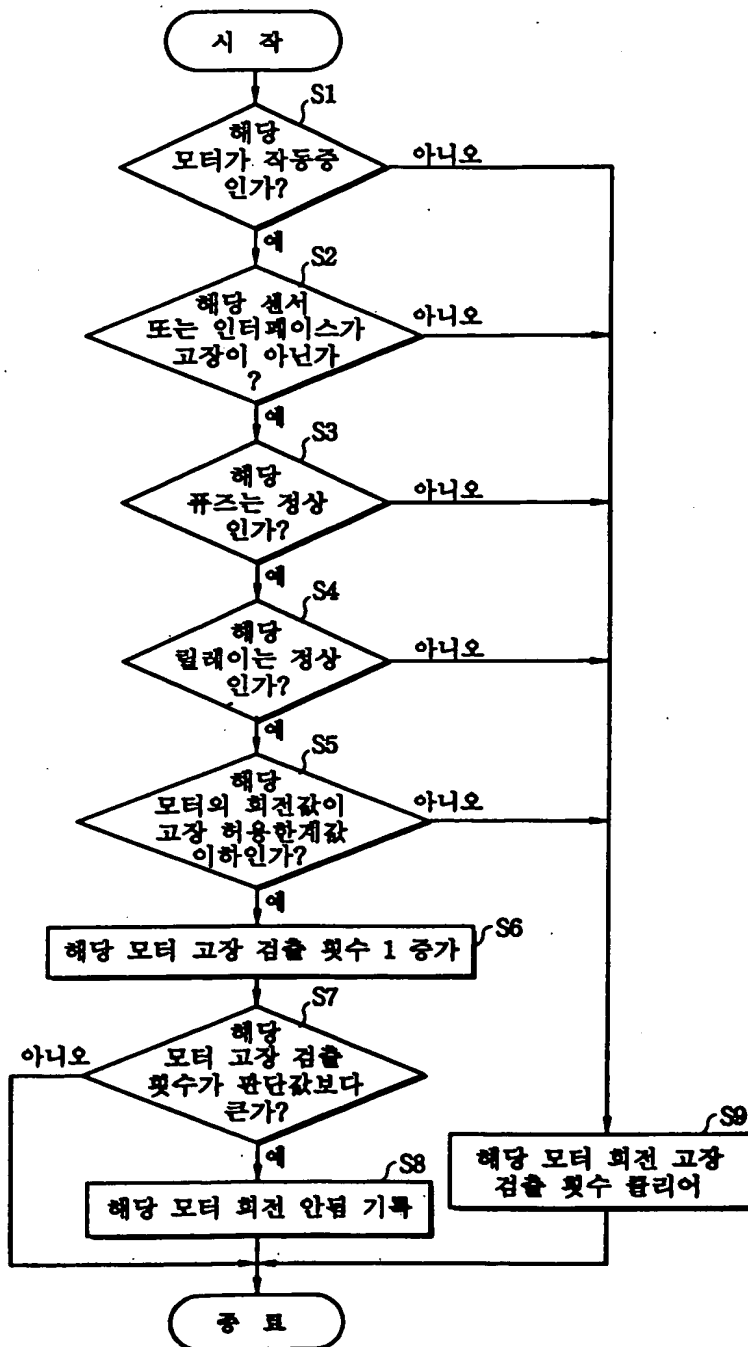 시 작
S1
해당
모터가 작동중
인가?
아니오
예
S2
해당 센서
또는 인터페이스가
고장이 아닌가
?
아니오
예
S3
해당
퓨즈는 정상
인가?
아니오
예
S4
해당
릴레이는 정상
인가?
아니오
예
S5
해당
모터의 회전값이
고장 허용한계값
이하인가?
아니오
예
S6
해당 모터 고장 검출 횟수 1 증가
S7
해당
모터 고장 검출
횟수가 판단값보다
큰가?
아니오
예
S8
해당 모터 회전 안됨 기록
S9
해당 모터 회전 고장
검출 횟수 클리어
종 료